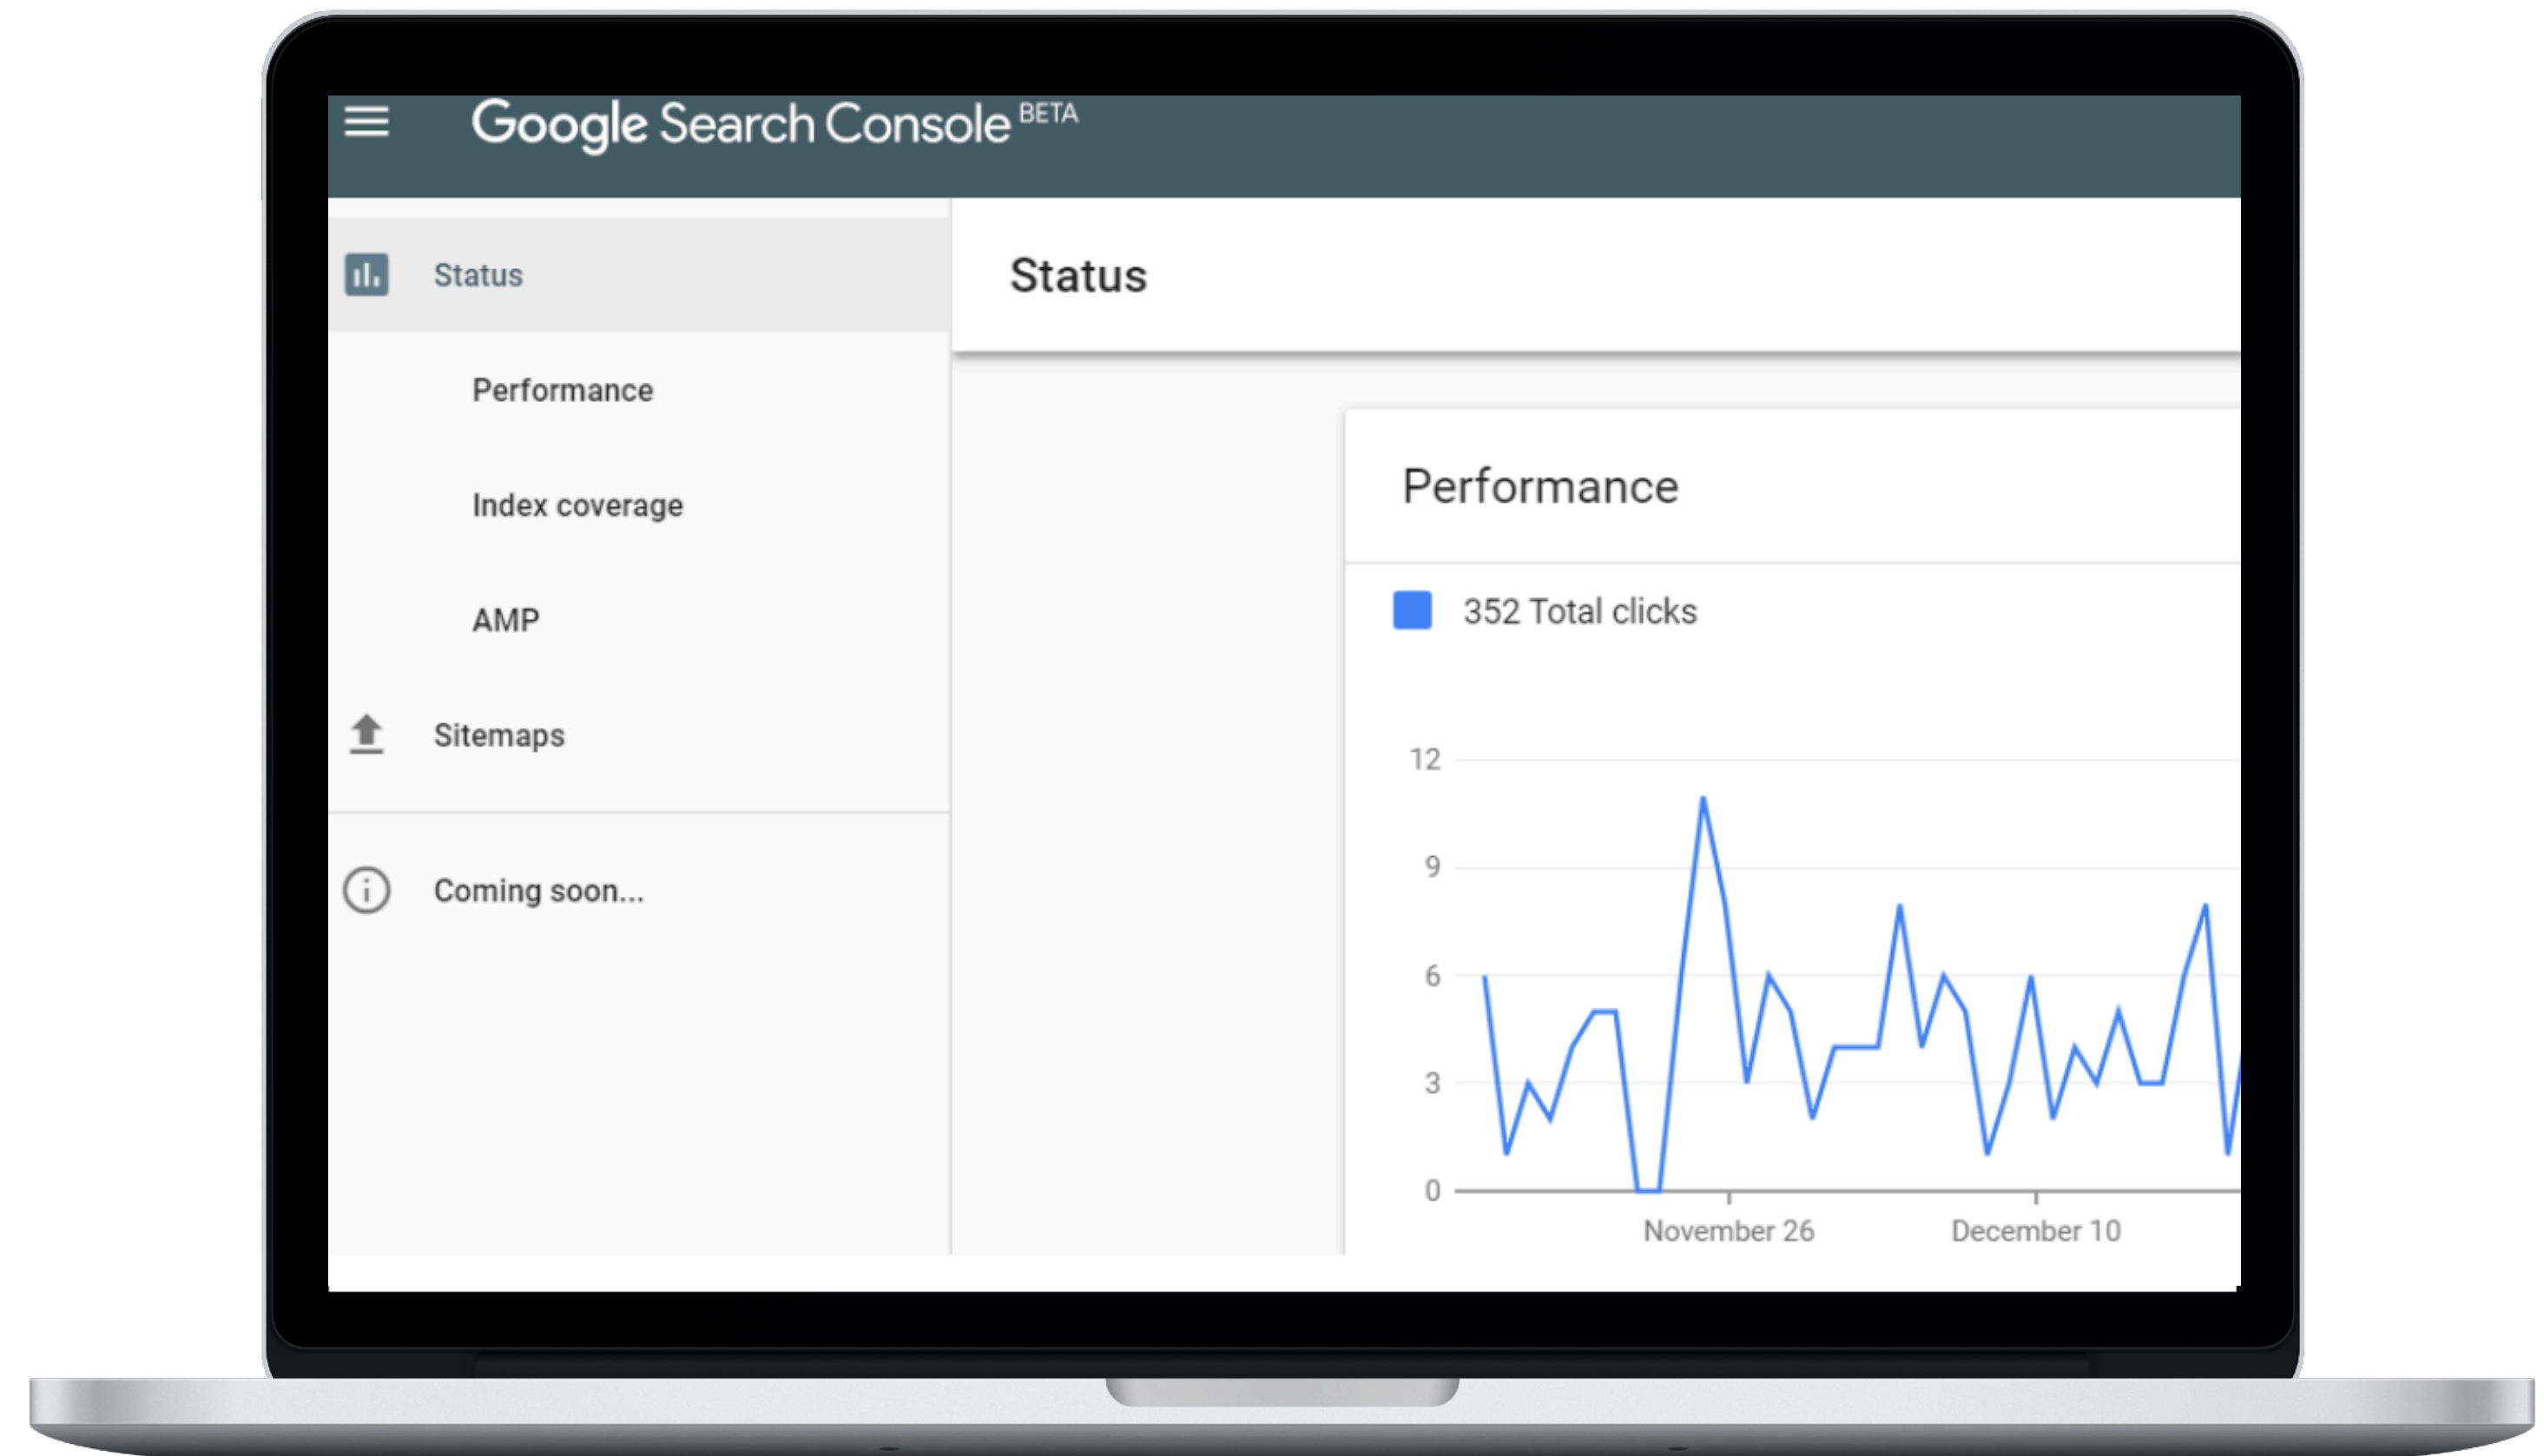 Google Search Console BETA
Status
Performance
Index coverage
AMP
Sitemaps
Coming soon...
Status
Performance
352 Total clicks
12
9
6
3
0
November 26
December 10